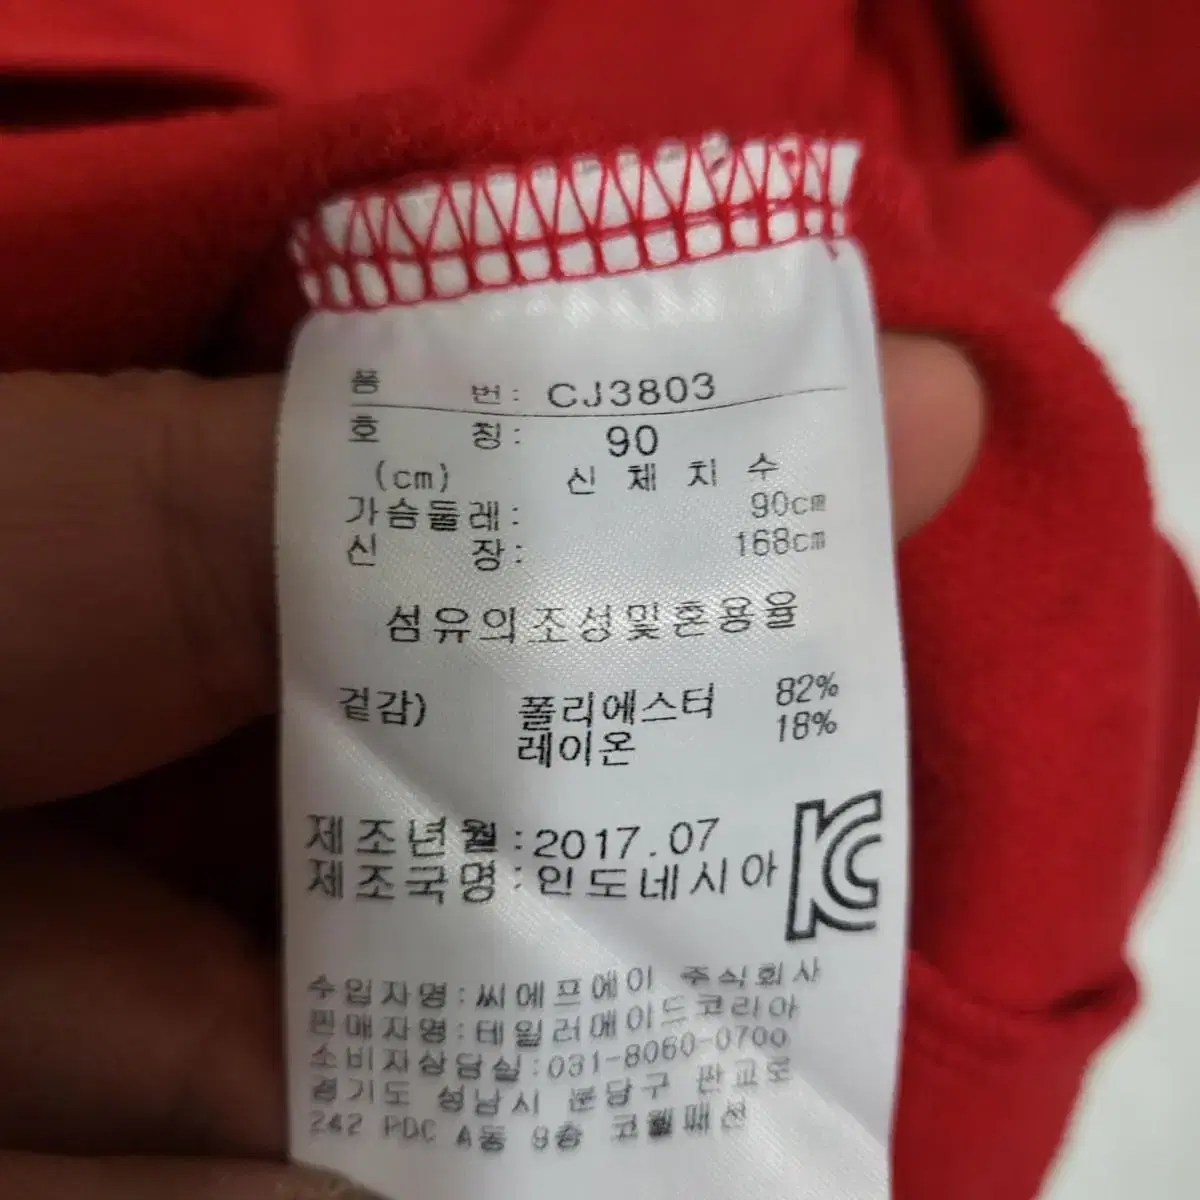 품 번: CJ3803
호 칭: 90
(cm) 신 체 치 수
가슴둘레: 90cm
신 장: 168cm
섬유의 조성및혼용율
겉감) 폴리에스터 82%
레이온 18%
제조년월:2017.07
제조국명:인도네시아
KC
수입자명:씨에프에이 주식회사
판매자명:테일러메이드코리아
소비자상담실:031-8060-0700
경기도 성남시 분당구 판교로
242 PDC A동 9층 코웰패션